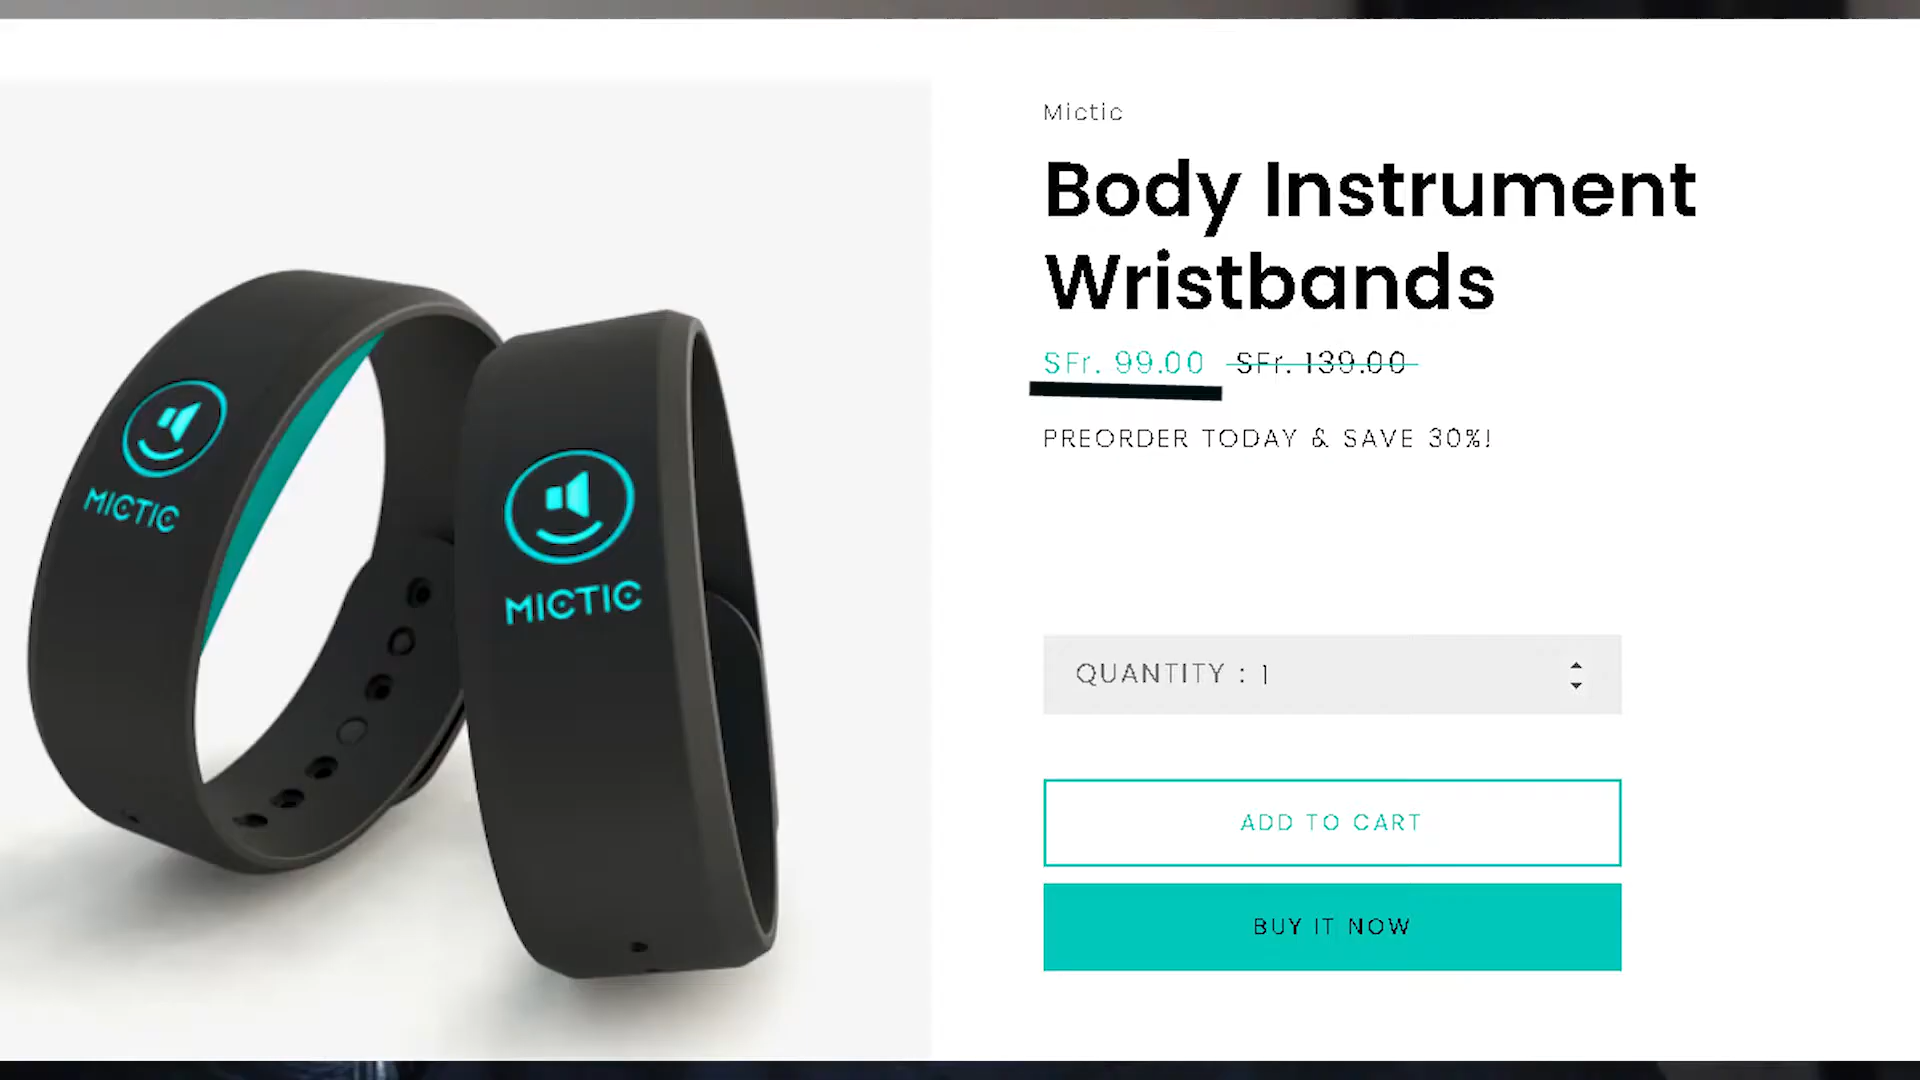 Mictic
Body Instrument
Wristbands
SFr. 99.00 SFr. 139.00
PREORDER TODAY & SAVE 30%!
QUANTITY : 1
ADD TO CART
BUY IT NOW
MICTIC
MICTIC